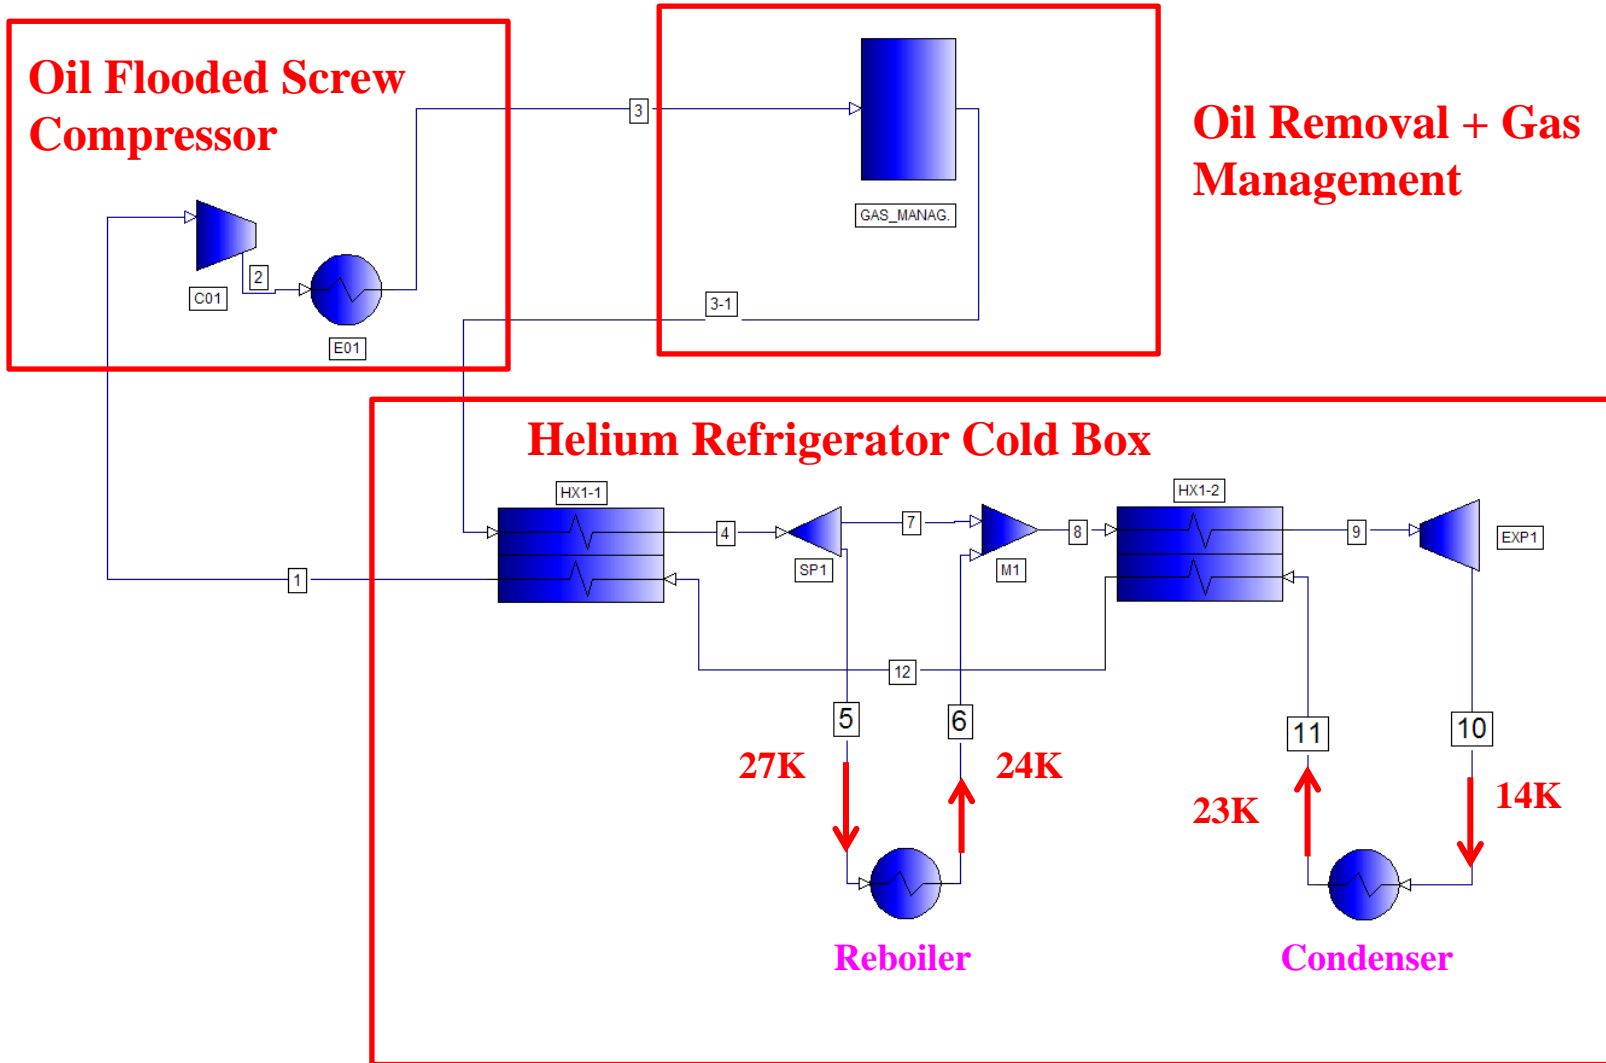 Oil Flooded Screw
Compressor
3
Oil Removal + Gas
Management
GAS_MANAG.
2
C01
E01
3-1
Helium Refrigerator Cold Box
HX1-1
HX1-2
4
7
8
9
EXP1
SP1
M1
1
12
5
6
11
10
27K
24K
23K
14K
Reboiler
Condenser